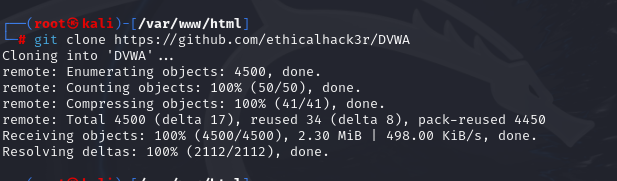 ┌──(root㉿kali)-[/var/www/html]
└─# git clone https://github.com/ethicalhack3r/DVWA
Cloning into 'DVWA'...
remote: Enumerating objects: 4500, done.
remote: Counting objects: 100% (50/50), done.
remote: Compressing objects: 100% (41/41), done.
remote: Total 4500 (delta 17), reused 34 (delta 8), pack-reused 4450
Receiving objects: 100% (4500/4500), 2.30 MiB | 498.00 KiB/s, done.
Resolving deltas: 100% (2112/2112), done.
┌──(root㉿kali)-[/var/www/html]